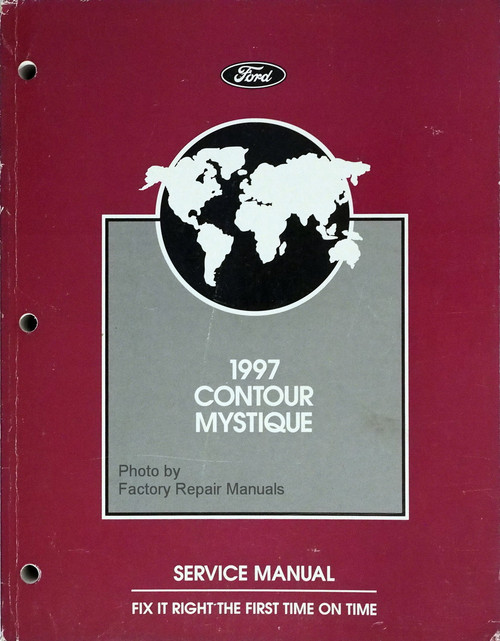 Ford
1997
CONTOUR
MYSTIQUE
Photo by
Factory Repair Manuals
SERVICE MANUAL
FIX IT RIGHT THE FIRST TIME ON TIME